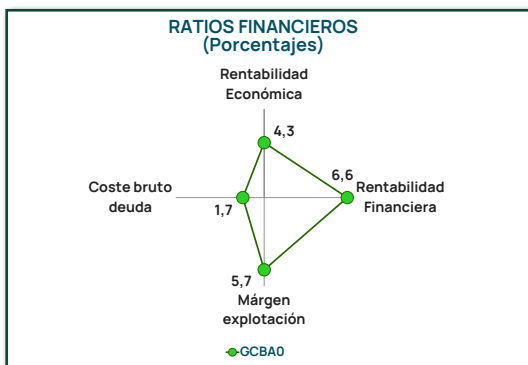 RATIOS FINANCIEROS
(Porcentajes)
Rentabilidad
Económica
4,3
6,6
Rentabilidad
Financiera
Coste bruto
deuda
1,7
5,7
Márgen
explotación
GCBA0